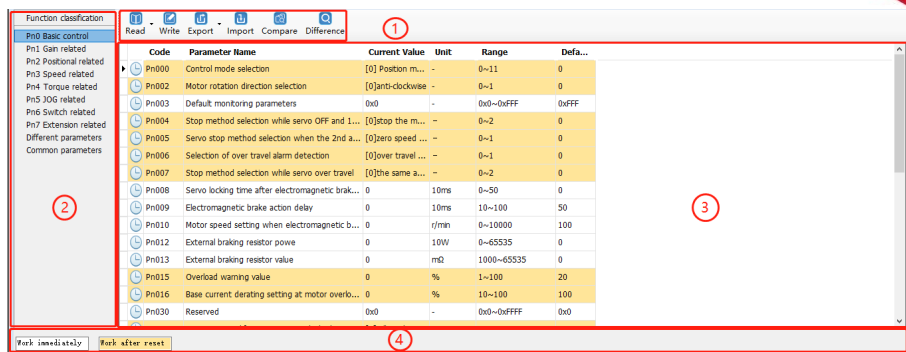 Function classification
Pn0 Basic control
Pn1 Gain related
Pn2 Positional related
Pn3 Speed related
Pn4 Torque related
Pn5 JOG related
Pn6 Switch related
Pn7 Extension related
Different parameters
Common parameters
2
Read Write Export Import Compare Difference
1
Code Parameter Name Current Value Unit Range Defa...
Pn000 Control mode selection [0] Position m... - 0~11 0
Pn002 Motor rotation direction selection [0]anti-clockwise - 0~1 0
Pn003 Default monitoring parameters 0x0 - 0x0~0xFFF 0xFFF
Pn004 Stop method selection while servo OFF and 1... [0]stop the m... - 0~2 0
Pn005 Servo stop method selection when the 2nd a... [0]zero speed ... - 0~1 0
Pn006 Selection of over travel alarm detection [0]over travel ... - 0~1 0
Pn007 Stop method selection while servo over travel [0]the same a... - 0~2 0
Pn008 Servo locking time after electromagnetic brak... 0 10ms 0~50 0
Pn009 Electromagnetic brake action delay 0 10ms 10~100 50
Pn010 Motor speed setting when electromagnetic b... 0 r/min 0~10000 100
Pn012 External braking resistor powe 0 10W 0~65535 0
Pn013 External braking resistor value 0 mΩ 1000~65535 0
Pn015 Overload warning value 0 % 1~100 20
Pn016 Base current derating setting at motor overlo... 0 % 10~100 100
Pn030 Reserved 0x0 - 0x0~0xFFFF 0x0
3
Work immediately Work after reset
4